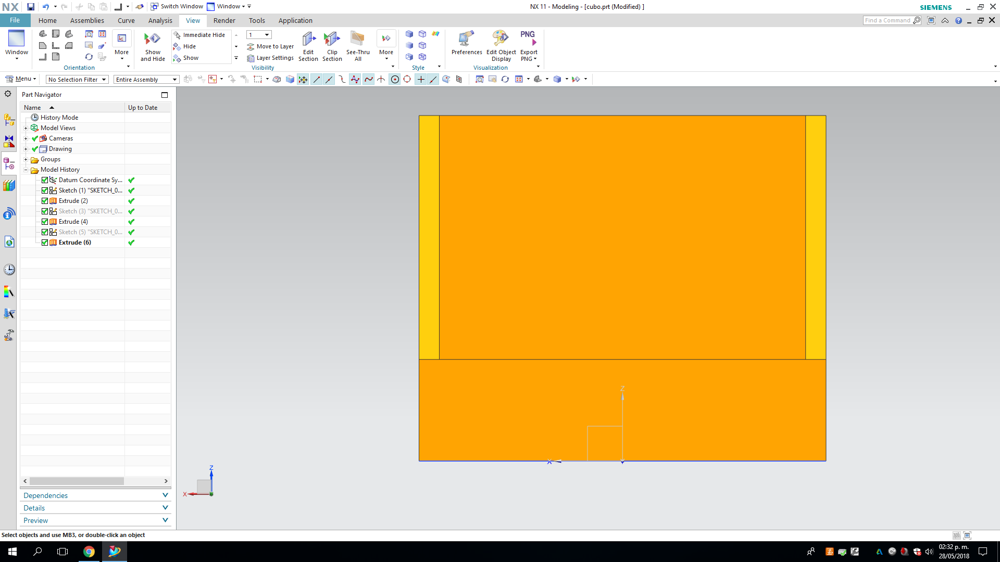 NX
Switch Window
Window
NX 11 - Modeling - [cubo.prt (Modified) ]
SIEMENS
File
Home
Assemblies
Curve
Analysis
View
Render
Tools
Application
Find a Command
Window
More
Orientation
Show
and Hide
Immediate Hide
Hide
Show
1
Move to Layer
Layer Settings
Edit
Section
Clip
Section
See-Thru
All
More
Visibility
Style
Preferences
Edit Object
Display
PNG
Export
PNG
Visualization
Menu
No Selection Filter
Entire Assembly
Part Navigator
Name
Up to Date
History Mode
Model Views
Cameras
Drawing
Groups
Model History
Datum Coordinate Sy...
Sketch (1) "SKETCH_0...
Extrude (2)
Sketch (3) "SKETCH_0...
Extrude (4)
Sketch (5) "SKETCH_0...
Extrude (6)
Z
X
Y
Z
X
Dependencies
Details
Preview
Select objects and use MB3, or double-click an object
02:32 p. m.
28/05/2018